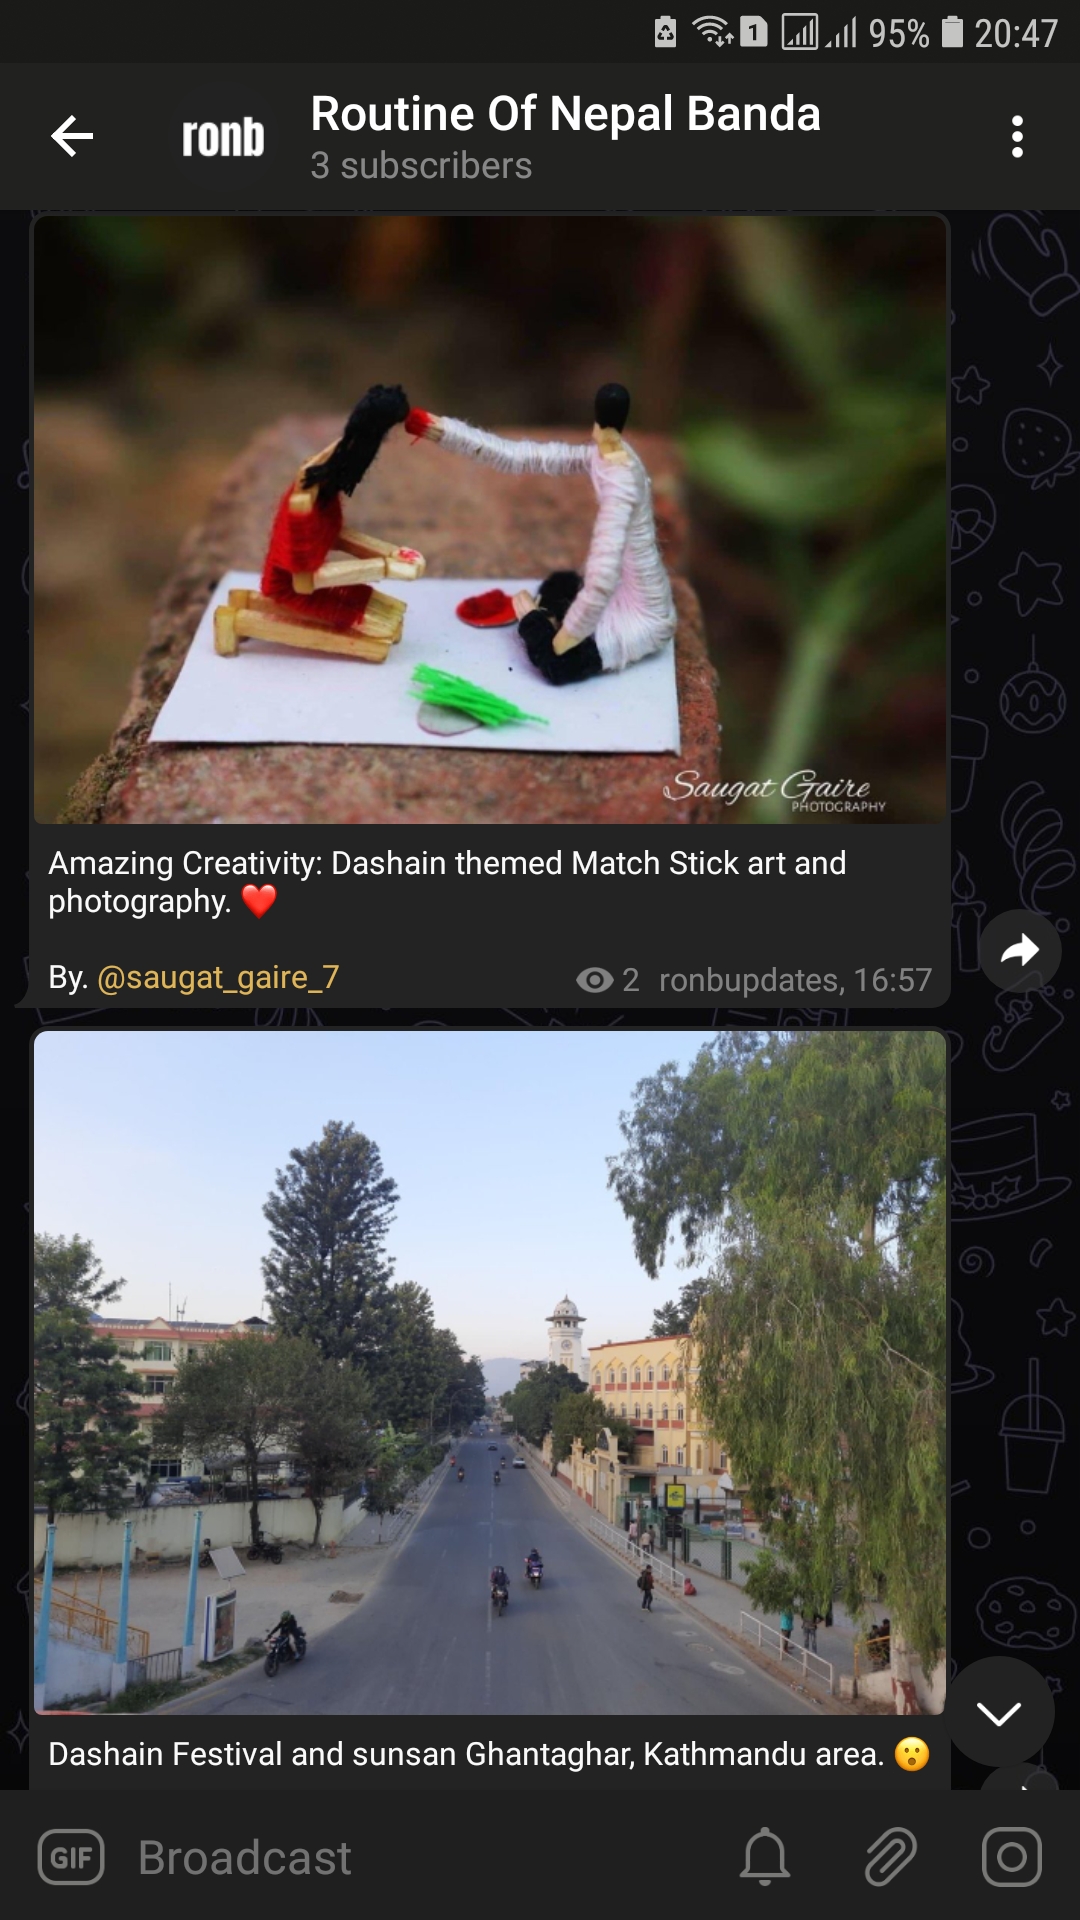 1 95% 20:47
ronb
Routine Of Nepal Banda
3 subscribers
Saugat Gaire
PHOTOGRAPHY
Amazing Creativity: Dashain themed Match Stick art and
photography. ❤️
By. @saugat_gaire_7
2 ronbupdates, 16:57
Dashain Festival and sunsan Ghantaghar, Kathmandu area. 😮
GIF Broadcast